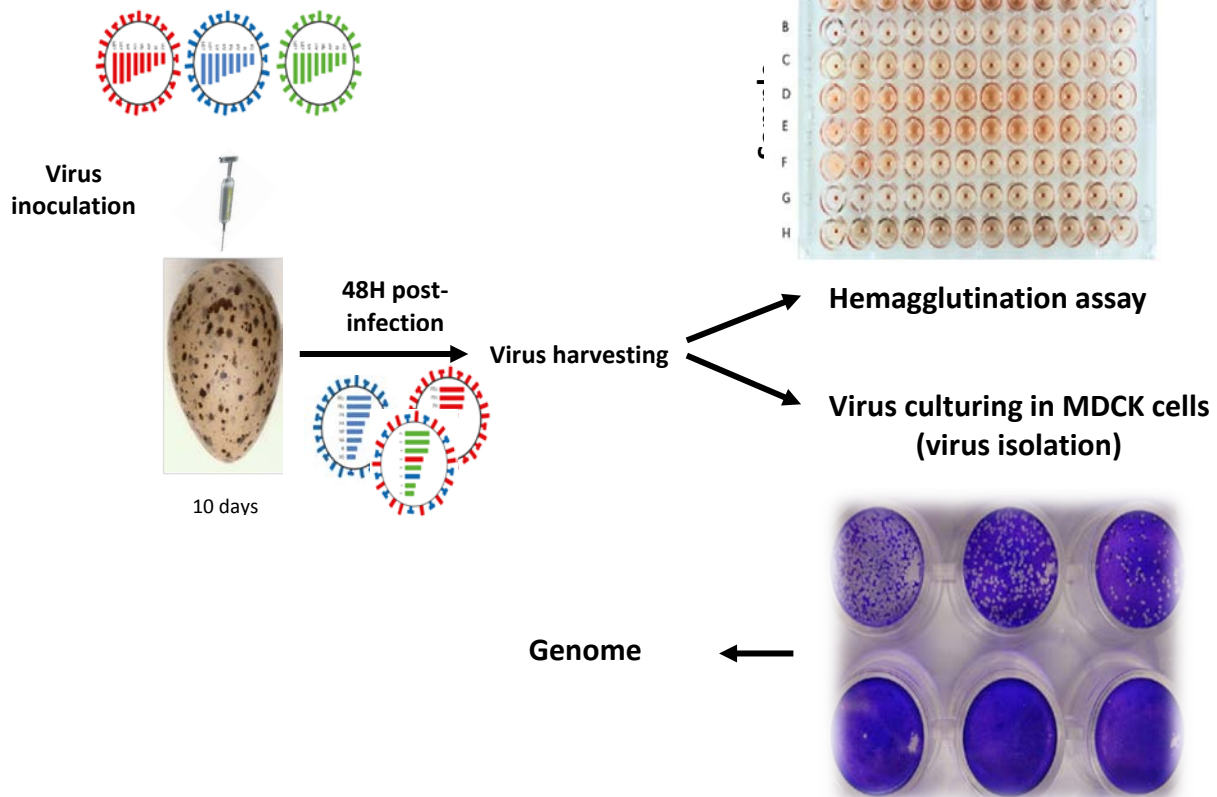 B
C
D
E
F
G
H
Virus
inoculation
48H post-
infection
Virus harvesting
10 days
Hemagglutination assay
Virus culturing in MDCK cells
(virus isolation)
Genome